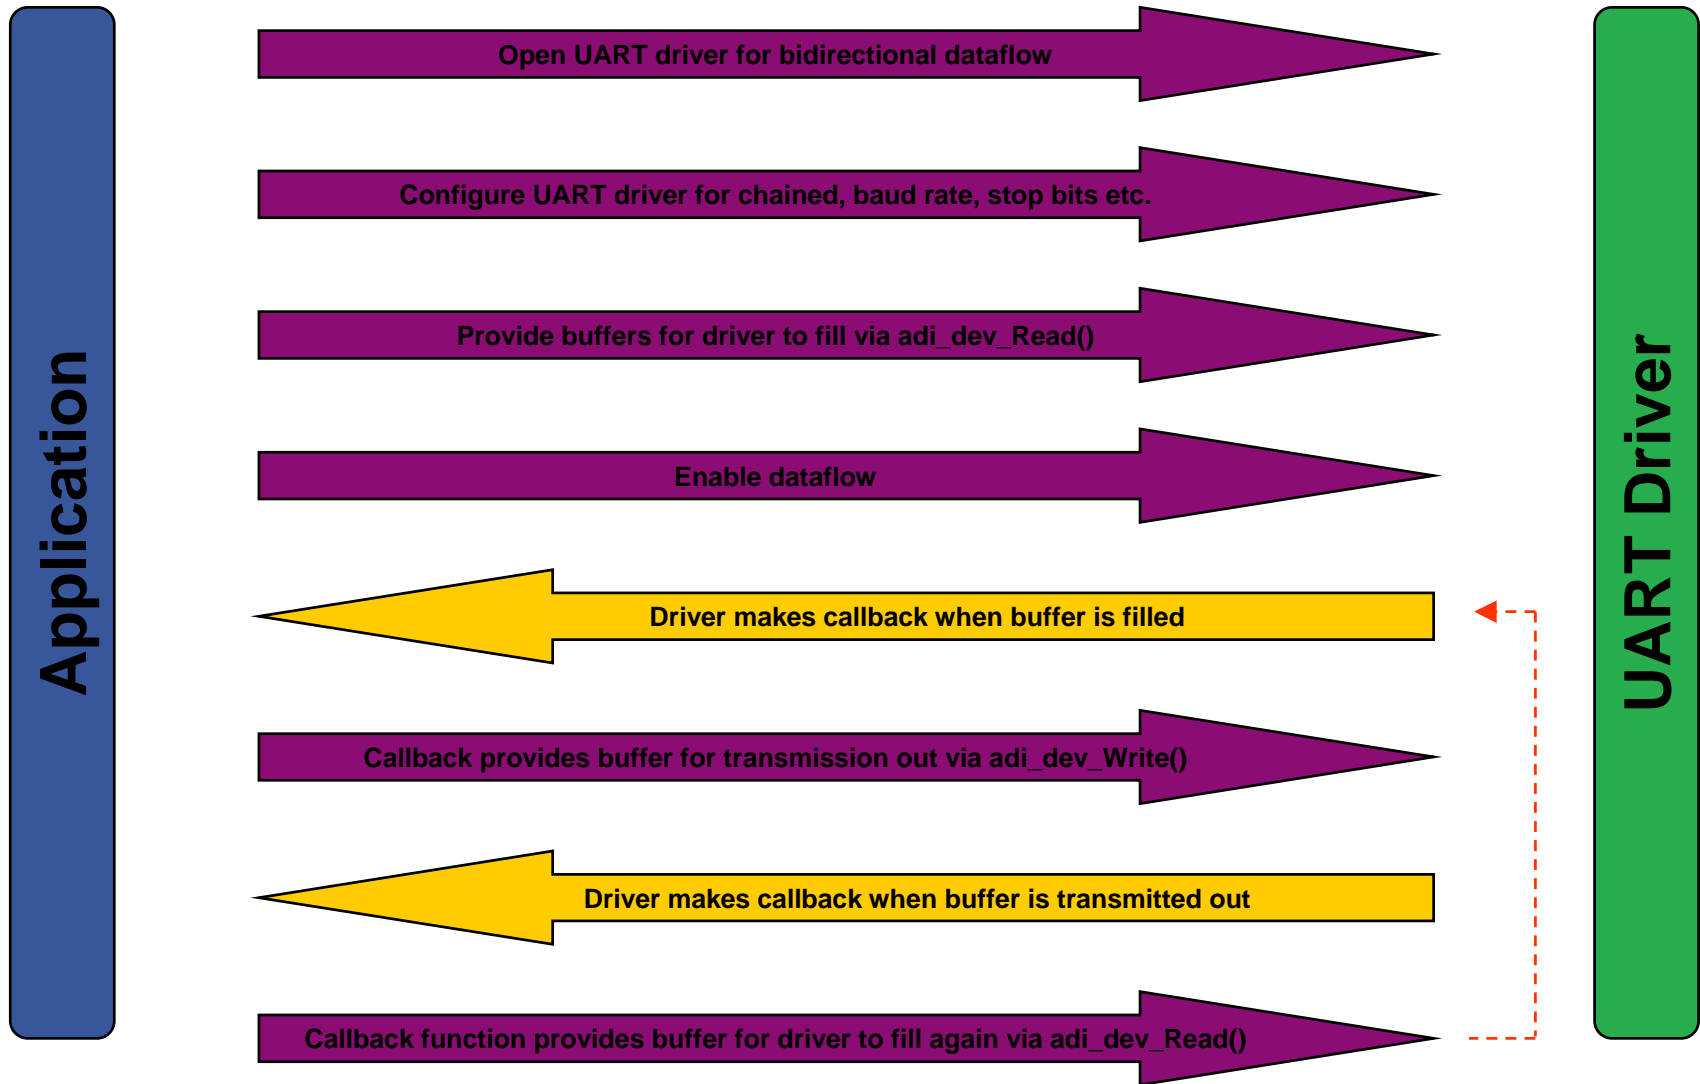 Application
Open UART driver for bidirectional dataflow
Configure UART driver for chained, baud rate, stop bits etc.
Provide buffers for driver to fill via adi_dev_Read()
Enable dataflow
Driver makes callback when buffer is filled
Callback provides buffer for transmission out via adi_dev_Write()
Driver makes callback when buffer is transmitted out
Callback function provides buffer for driver to fill again via adi_dev_Read()
UART Driver